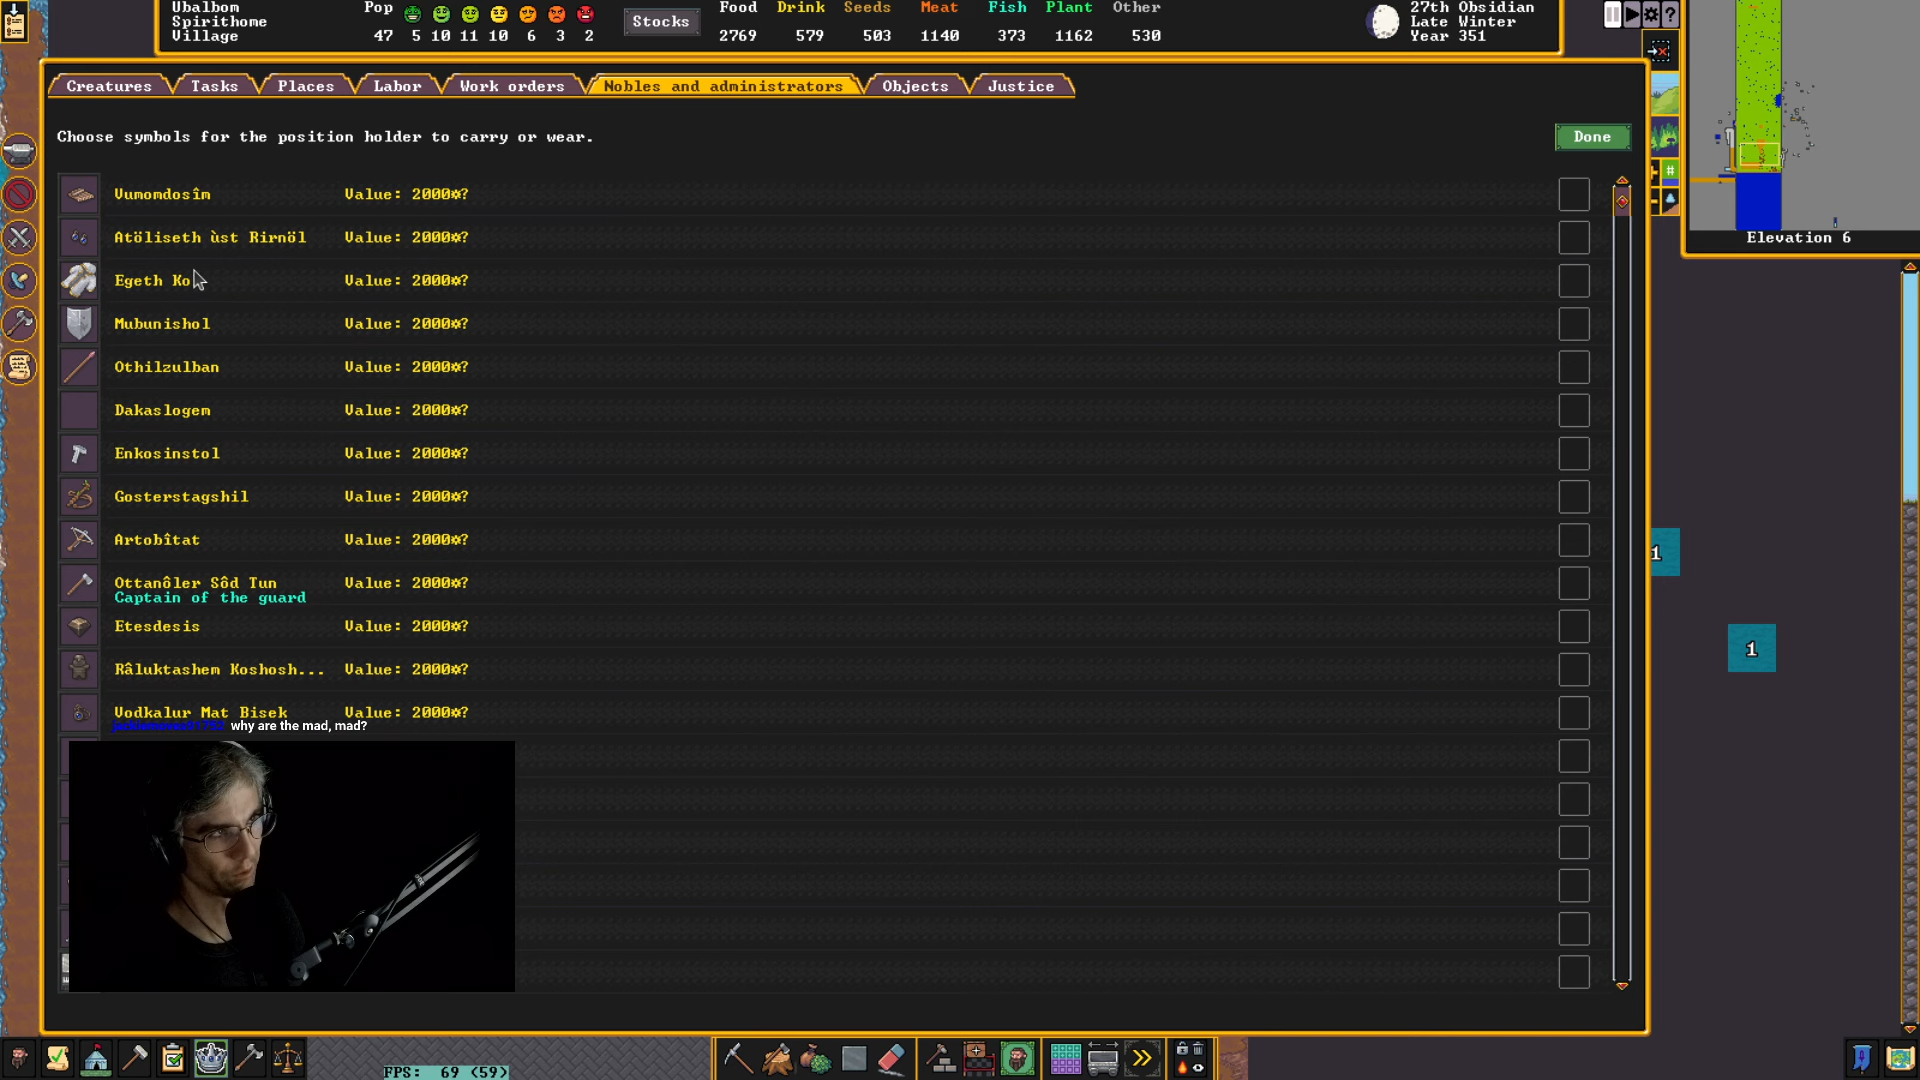 Ubalbom
Spirithome
Village
Pop
47 5 10 11 10 6 3 2
Stocks
Food Drink Seeds Meat Fish Plant Other
2769 579 503 1140 373 1162 530
27th Obsidian
Late Winter
Year 351
Elevation 6
Creatures Tasks Places Labor Work orders Nobles and administrators Objects Justice
Choose symbols for the position holder to carry or wear.
Done
Vumomdosîm Value: 2000☼?
Atöliseth ùst Rirnöl Value: 2000☼?
Egeth Value: 2000☼?
Mubunishol Value: 2000☼?
Othilzulban Value: 2000☼?
Dakaslogem Value: 2000☼?
Enkosinstol Value: 2000☼?
Gosterstagshil Value: 2000☼?
Artobîtat Value: 2000☼?
Ottanôler Sôd Tun Value: 2000☼?
Captain of the guard
Etesdesis Value: 2000☼?
Râluktashem Koshosh... Value: 2000☼?
Vodkalur Mat Bisek Value: 2000☼?
why are the mad, mad?
1
1
FPS: 69 (59)